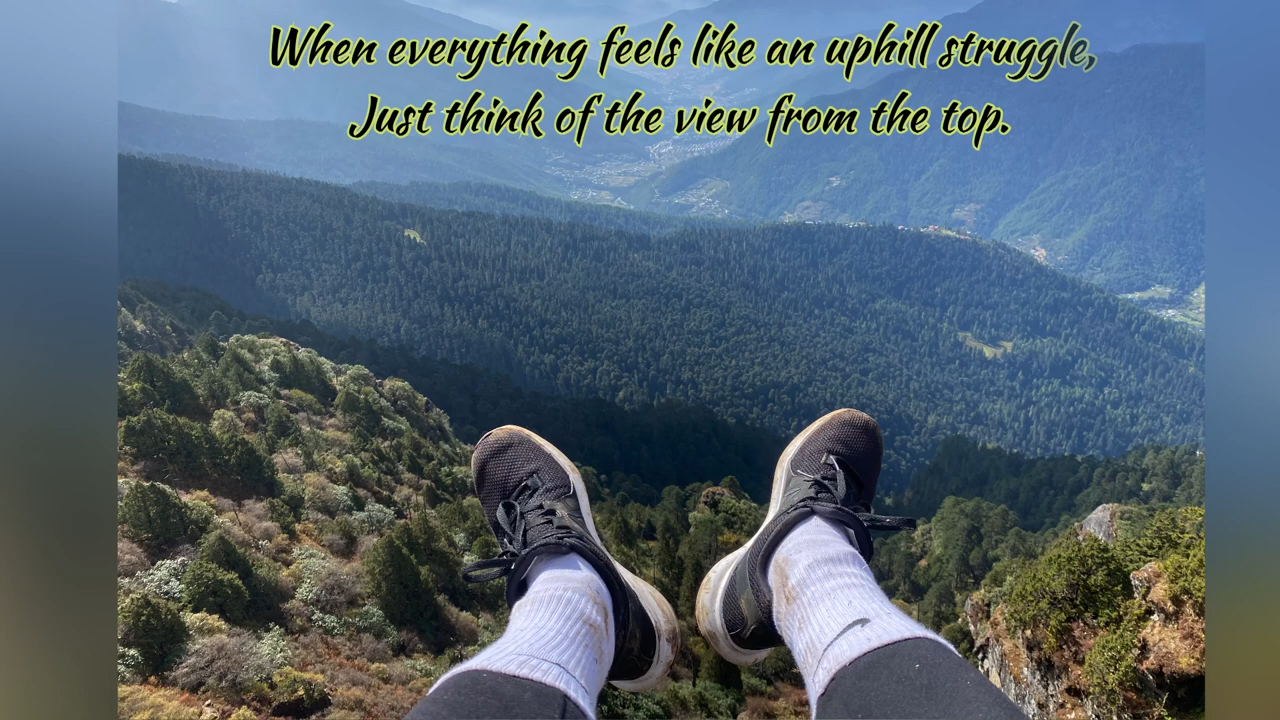 When everything feels like an uphill struggle,
Just think of the view from the top.